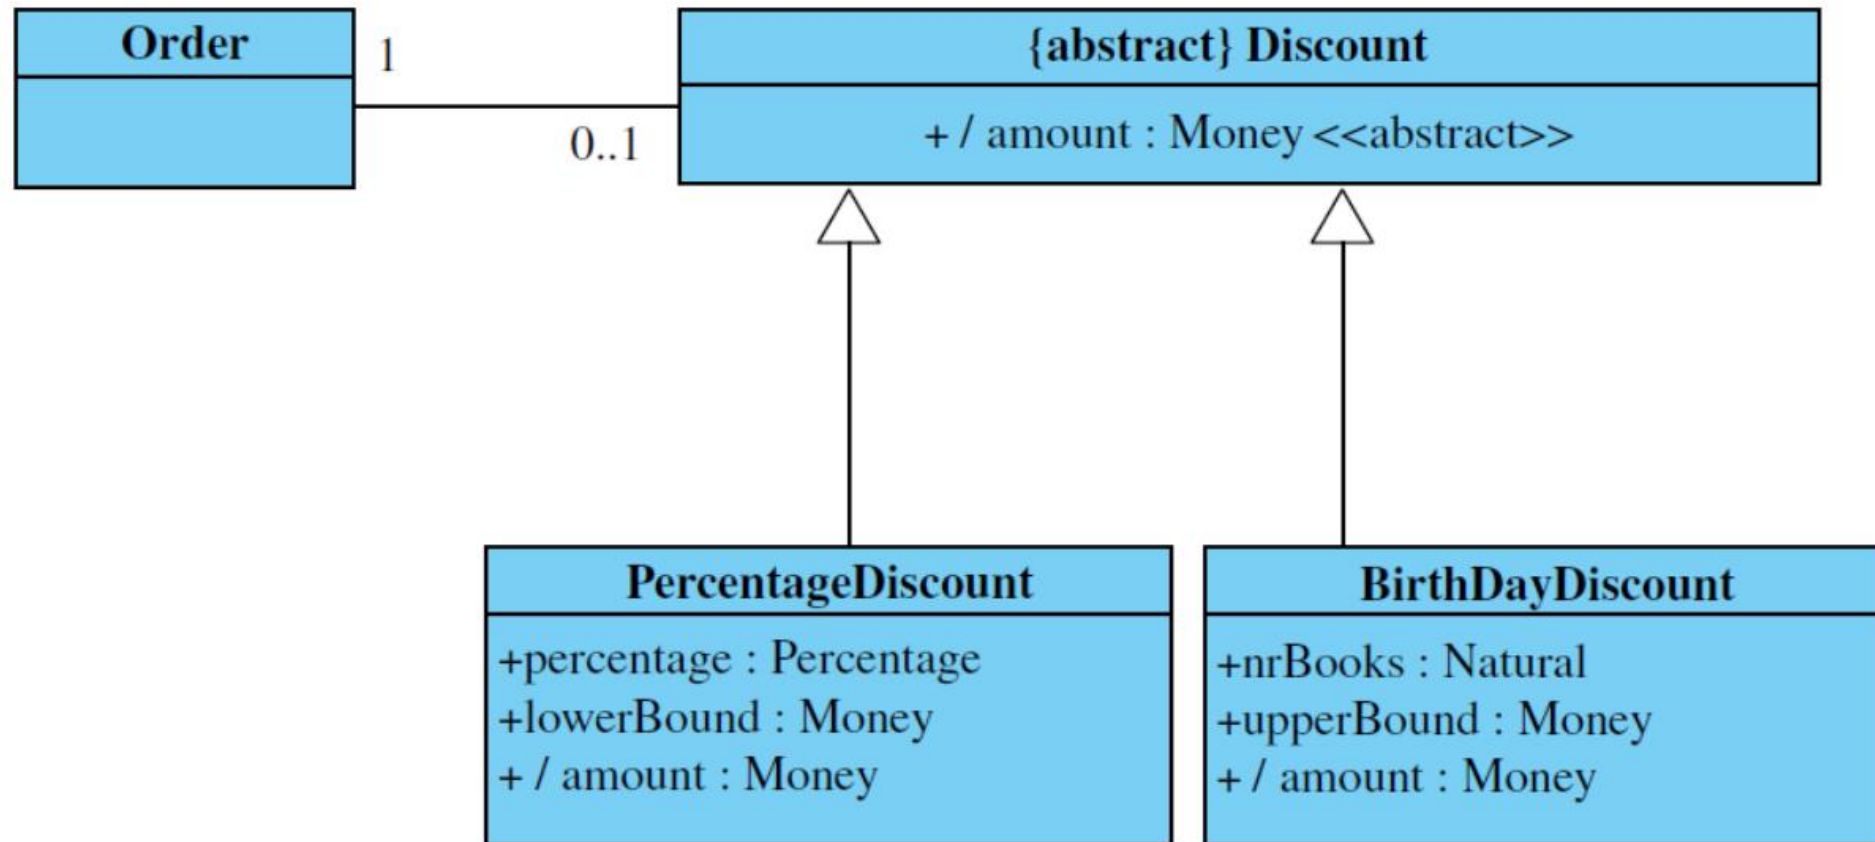 Order
1
0..1
{abstract} Discount
+ / amount : Money <<abstract>>
PercentageDiscount
+percentage : Percentage
+lowerBound : Money
+ / amount : Money
BirthDayDiscount
+nrBooks : Natural
+upperBound : Money
+ / amount : Money